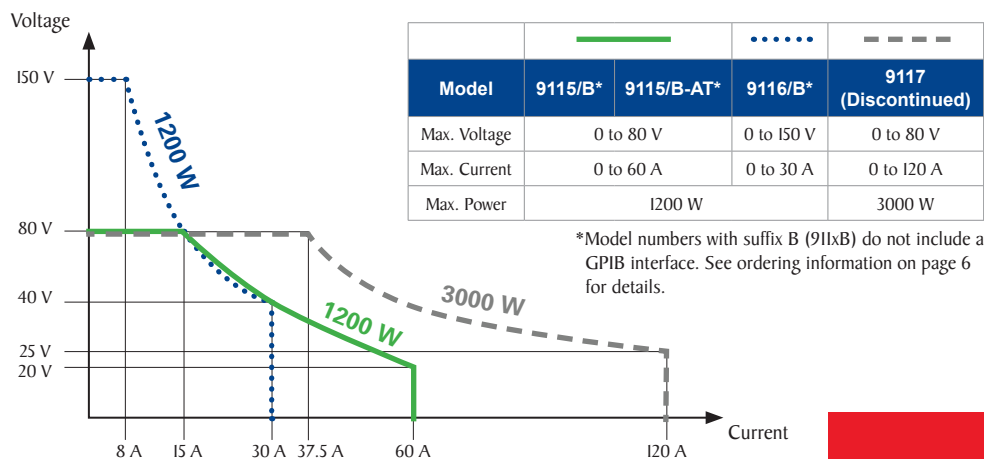 Voltage
150 V
80 V
40 V
25 V
20 V
1200 W
1200 W
3000 W
8 A
15 A
30 A
37.5 A
60 A
120 A
Current
Model 9115/B* 9115/B-AT* 9116/B* 9117 (Discontinued)
Max. Voltage 0 to 80 V 0 to 150 V 0 to 80 V
Max. Current 0 to 60 A 0 to 30 A 0 to 120 A
Max. Power 1200 W 3000 W
*Model numbers with suffix B (911xB) do not include a
GPIB interface. See ordering information on page 6
for details.